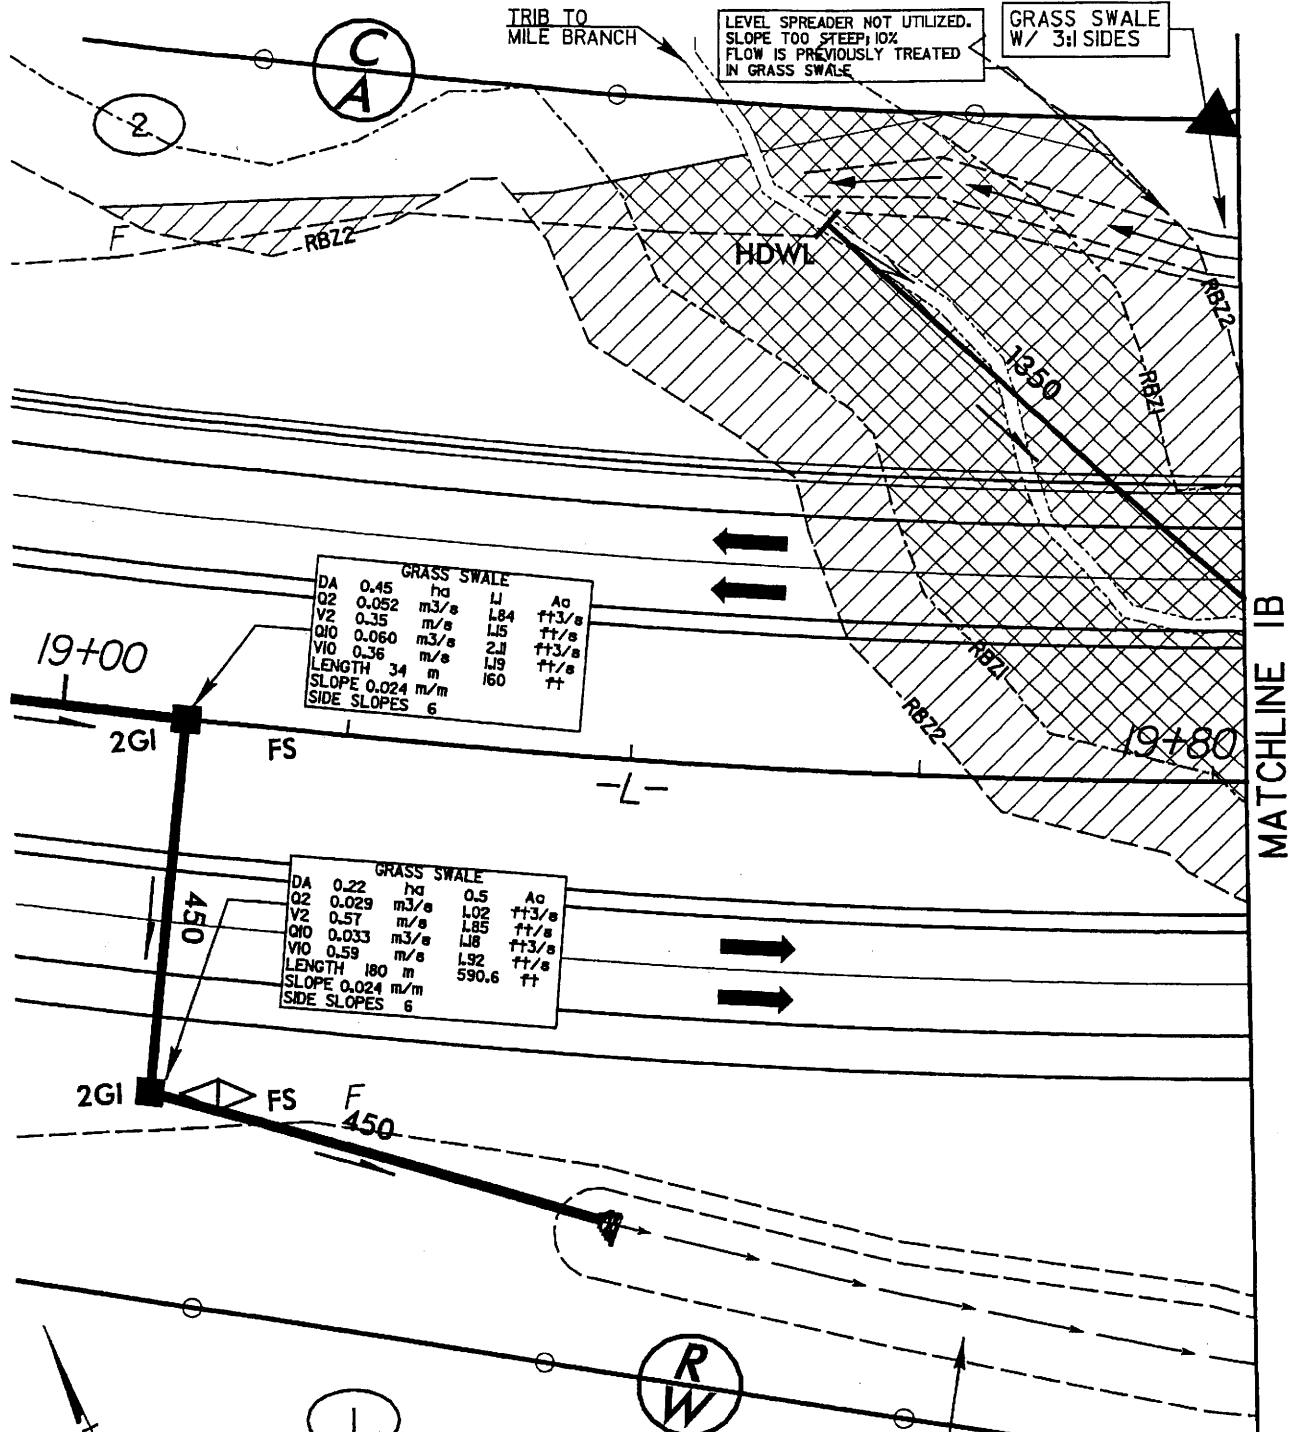 TRIB TO
MILE BRANCH
LEVEL SPREADER NOT UTILIZED.
SLOPE TOO STEEP; 10%
FLOW IS PREVIOUSLY TREATED
IN GRASS SWALE
GRASS SWALE
W/ 3:1 SIDES
C
A
2
F
RBZ2
HDWL
RBZ2
1350
RBZ1
GRASS SWALE
DA 0.45 ha 1.1 Ac
Q2 0.052 m3/s 1.84 ft3/s
V2 0.35 m/s 1.15 ft/s
Q10 0.060 m3/s 2.11 ft3/s
V10 0.36 m/s 1.19 ft/s
LENGTH 34 m 160 ft
SLOPE 0.024 m/m
SIDE SLOPES 6
19+00
RBZ1
RBZ2
19+80
MATCHLINE 1B
2GI
FS
-L-
450
GRASS SWALE
DA 0.22 ha 0.5 Ac
Q2 0.029 m3/s 1.02 ft3/s
V2 0.57 m/s 1.85 ft/s
Q10 0.033 m3/s 1.18 ft3/s
V10 0.59 m/s 1.92 ft/s
LENGTH 180 m 590.6 ft
SLOPE 0.024 m/m
SIDE SLOPES 6
2GI
1
FS
F
450
R
W
1